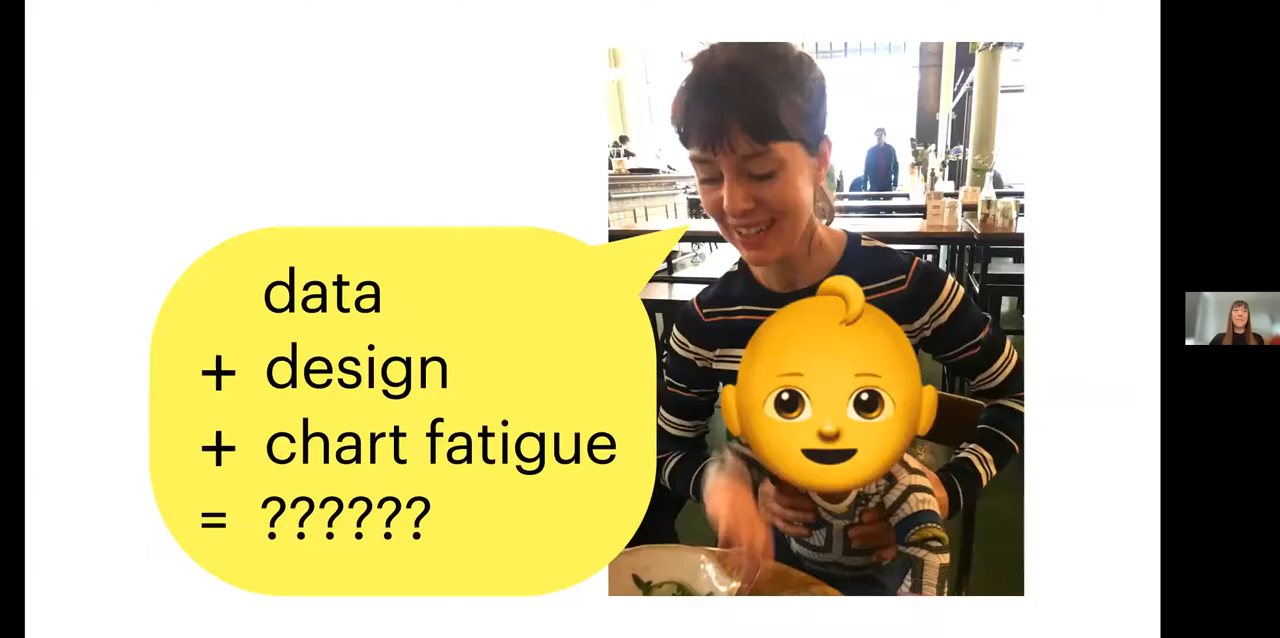 data
+ design
+ chart fatigue
= ??????